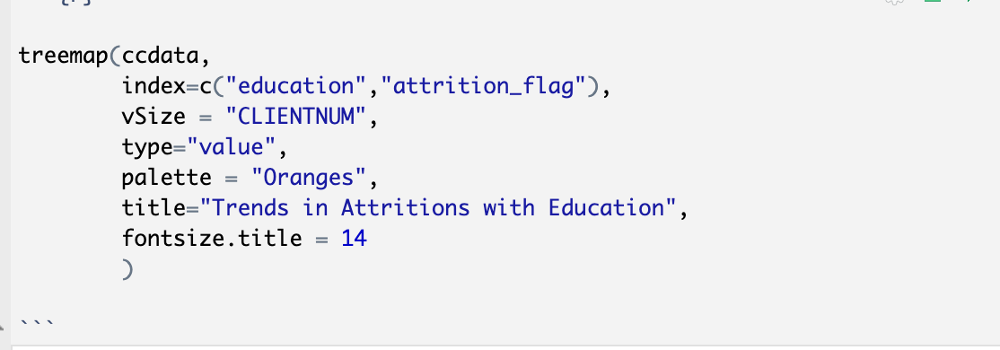 treemap(ccdata,
index=c("education","attrition_flag"),
vSize = "CLIENTNUM",
type="value",
palette = "Oranges",
title="Trends in Attritions with Education",
fontsize.title = 14
)
```